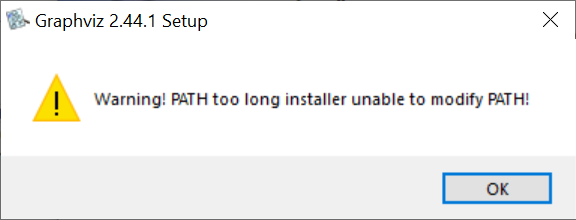 Graphviz 2.44.1 Setup
Warning! PATH too long installer unable to modify PATH!
OK